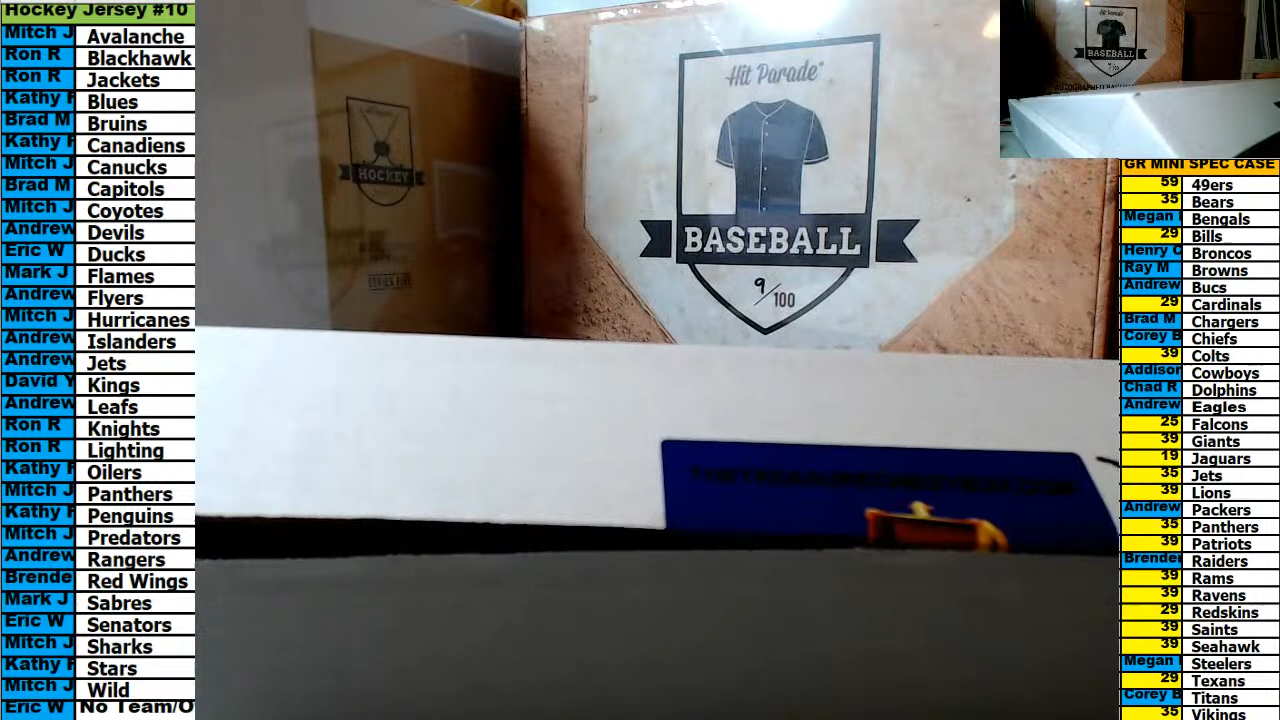 Hockey Jersey #10
Mitch J Avalanche
Ron R Blackhawk
Ron R Jackets
Kathy F Blues
Brad M Bruins
Kathy F Canadiens
Mitch J Canucks
Brad M Capitols
Mitch J Coyotes
Andrew Devils
Eric W Ducks
Mark J Flames
Andrew Flyers
Mitch J Hurricanes
Andrew Islanders
Andrew Jets
David Y Kings
Andrew Leafs
Ron R Knights
Ron R Lighting
Kathy F Oilers
Mitch J Panthers
Kathy F Penguins
Mitch J Predators
Andrew Rangers
Brende Red Wings
Mark J Sabres
Eric W Senators
Mitch J Sharks
Kathy F Stars
Mitch J Wild
Eric W No Team/O
HOCKEY
SERIES FIVE
Hit Parade
BASEBALL
9/100
Hit Parade
BASEBALL
9/100
GR MINI SPEC CASE
59 49ers
35 Bears
Megan Bengals
29 Bills
Henry C Broncos
Ray M Browns
Andrew Bucs
29 Cardinals
Brad M Chargers
Corey B Chiefs
39 Colts
Addison Cowboys
Chad R Dolphins
Andrew Eagles
25 Falcons
39 Giants
19 Jaguars
35 Jets
39 Lions
Andrew Packers
35 Panthers
39 Patriots
Brenden Raiders
39 Rams
39 Ravens
29 Redskins
39 Saints
39 Seahawk
Megan Steelers
29 Texans
Corey B Titans
35 Vikings